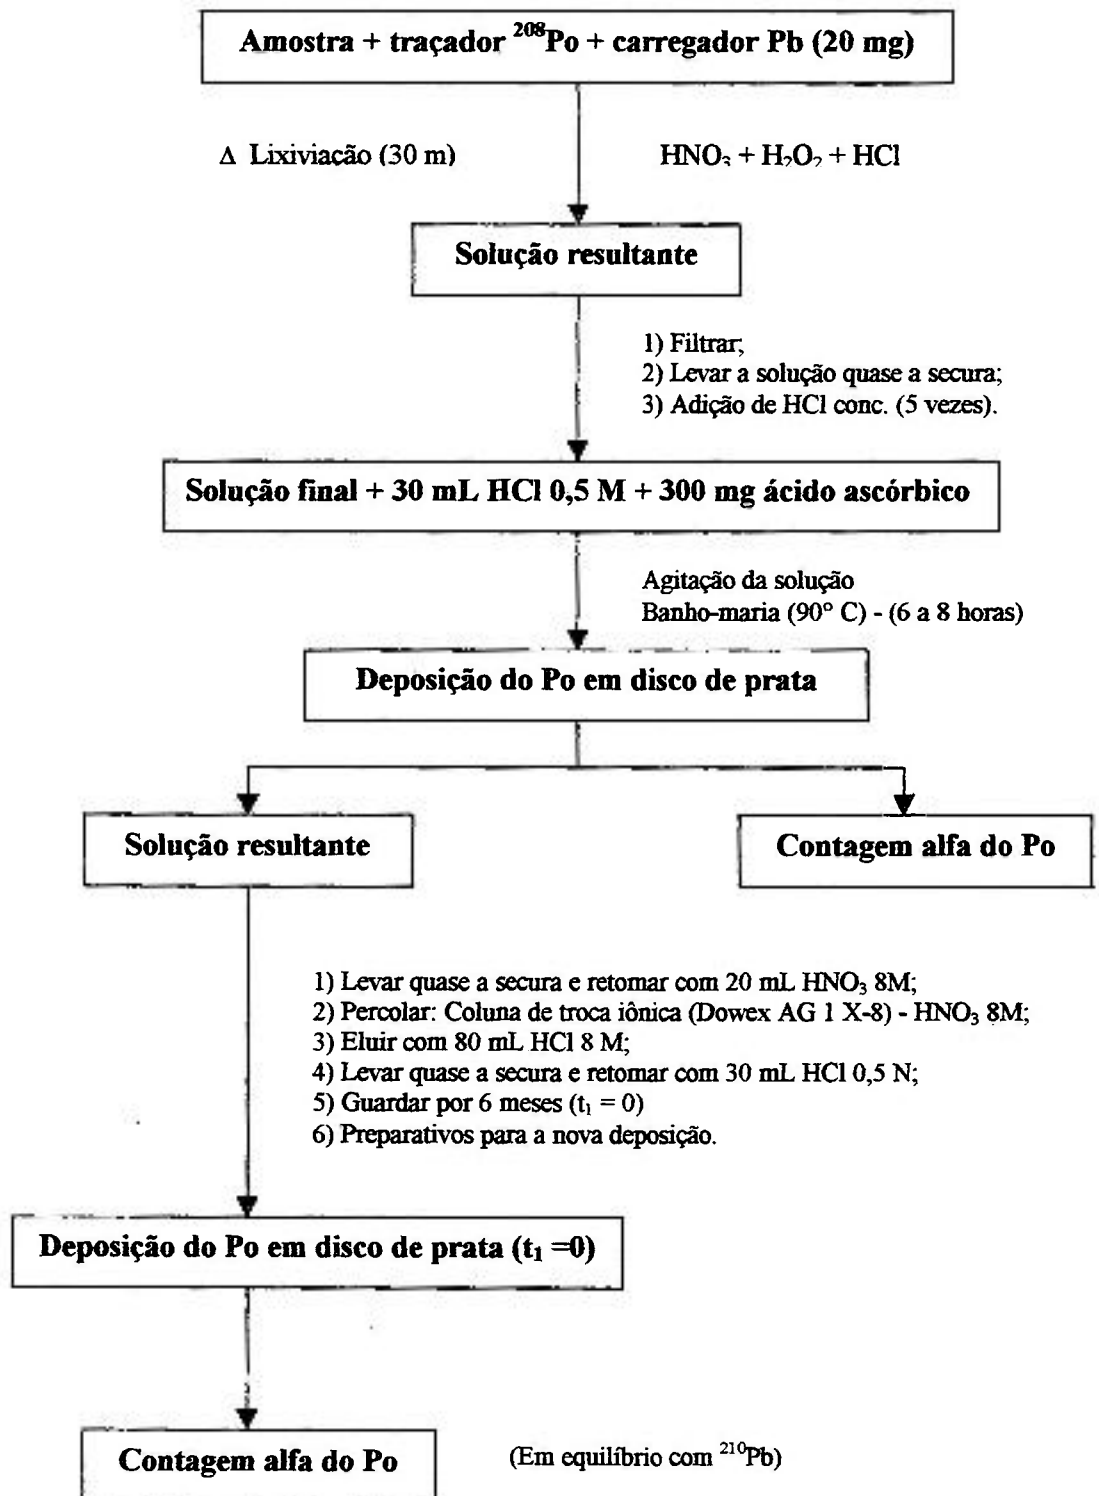 Amostra + traçador ²⁰⁸Po + carregador Pb (20 mg)
Δ Lixiviação (30 m)
HNO₃ + H₂O₂ + HCl
Solução resultante
1) Filtrar;
2) Levar a solução quase a secura;
3) Adição de HCl conc. (5 vezes).
Solução final + 30 mL HCl 0,5 M + 300 mg ácido ascórbico
Agitação da solução
Banho-maria (90° C) - (6 a 8 horas)
Deposição do Po em disco de prata
Solução resultante
Contagem alfa do Po
1) Levar quase a secura e retomar com 20 mL HNO₃ 8M;
2) Percolar: Coluna de troca iônica (Dowex AG 1 X-8) - HNO₃ 8M;
3) Eluir com 80 mL HCl 8 M;
4) Levar quase a secura e retomar com 30 mL HCl 0,5 N;
5) Guardar por 6 meses (t₁ = 0)
6) Preparativos para a nova deposição.
Deposição do Po em disco de prata (t₁ =0)
Contagem alfa do Po
(Em equilíbrio com ²¹⁰Pb)